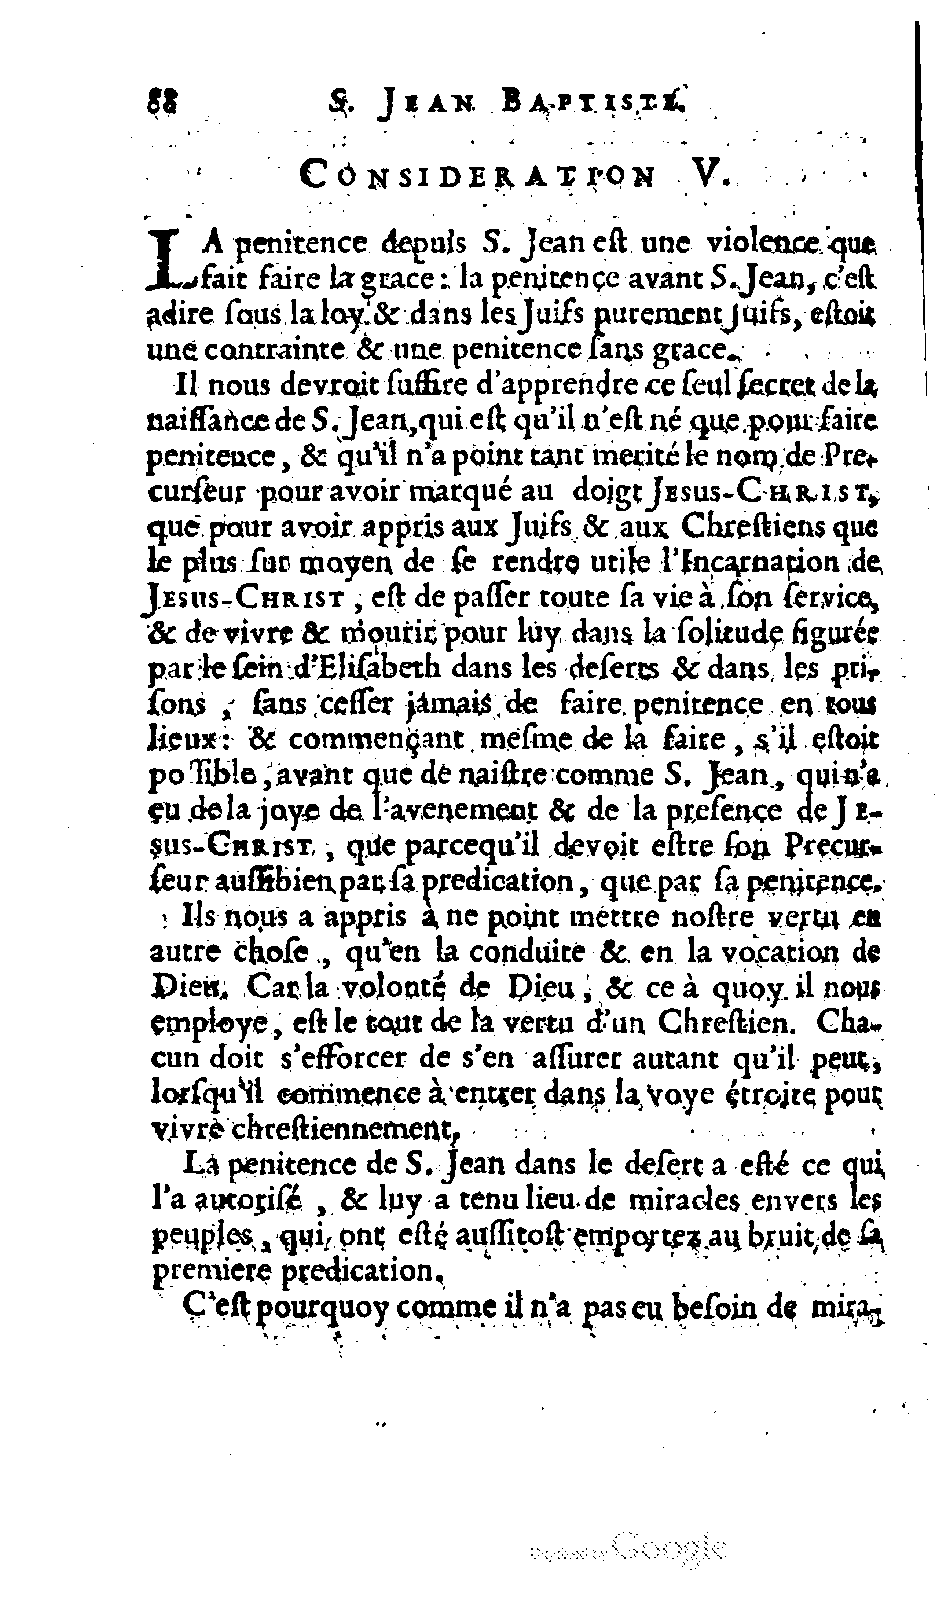 88 S. JEAN BAPTISTE.
CONSIDERATION V.
LA penitence depuis S. Jean est une violence que
fait faire la grace: la penitence avant S. Jean, c'est
adire ſous la loy & dans les Juifs purement Juifs, eſtoit
une contrainte & une penitence ſans grace.
Il nous devroit ſuffire d'apprendre ce ſeul ſecret de la
naiſſance de S. Jean, qui eſt qu'il n'eſt né que pour faire
penitence, & qu'il n'a point tant merité le nom de Pre-
curſeur pour avoir marqué au doigt JESUS-CHRIST,
que pour avoir appris aux Juifs & aux Chreſtiens que
le plus ſur moyen de ſe rendre utile l'Incarnation de
JESUS-CHRIST, eſt de paſſer toute ſa vie à ſon ſervice,
& de vivre & mourir pour luy dans la ſolitude figurée
par le ſein d'Eliſabeth dans les deſerts & dans les pri-
ſons, ſans ceſſer jamais de faire penitence en tous
lieux: & commençant meſme de la faire, s'il eſtoit
poſſible, avant que de naiſtre comme S. Jean, qui n'a
eu de la joye de l'avenement & de la preſence de JE-
SUS-CHRIST, que parcequ'il devoit eſtre ſon Precur-
ſeur auſſibien par ſa predication, que par ſa penitence.
Ils nous a appris à ne point mettre noſtre vertu en
autre choſe, qu'en la conduite & en la vocation de
Dieu. Car la volonté de Dieu, & ce à quoy il nous
employe, eſt le tout de la vertu d'un Chreſtien. Cha-
cun doit s'efforcer de s'en aſſurer autant qu'il peut,
lorſqu'il commence à entrer dans la voye étroite pour
vivre chreſtiennement.
La penitence de S. Jean dans le deſert a eſté ce qui
l'a autoriſé, & luy a tenu lieu de miracles envers les
peuples, qui ont eſté auſſitoſt emportez au bruit de ſa
premiere predication.
C'eſt pourquoy comme il n'a pas eu beſoin de mira-
Digitized by Google